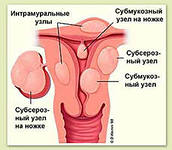 Интрамуральные
узлы
Субмукозный
узел на ножке
Субсероз-
ный узел
Субмукоз-
ный узел
Субсероз-
ный узел
на ножке